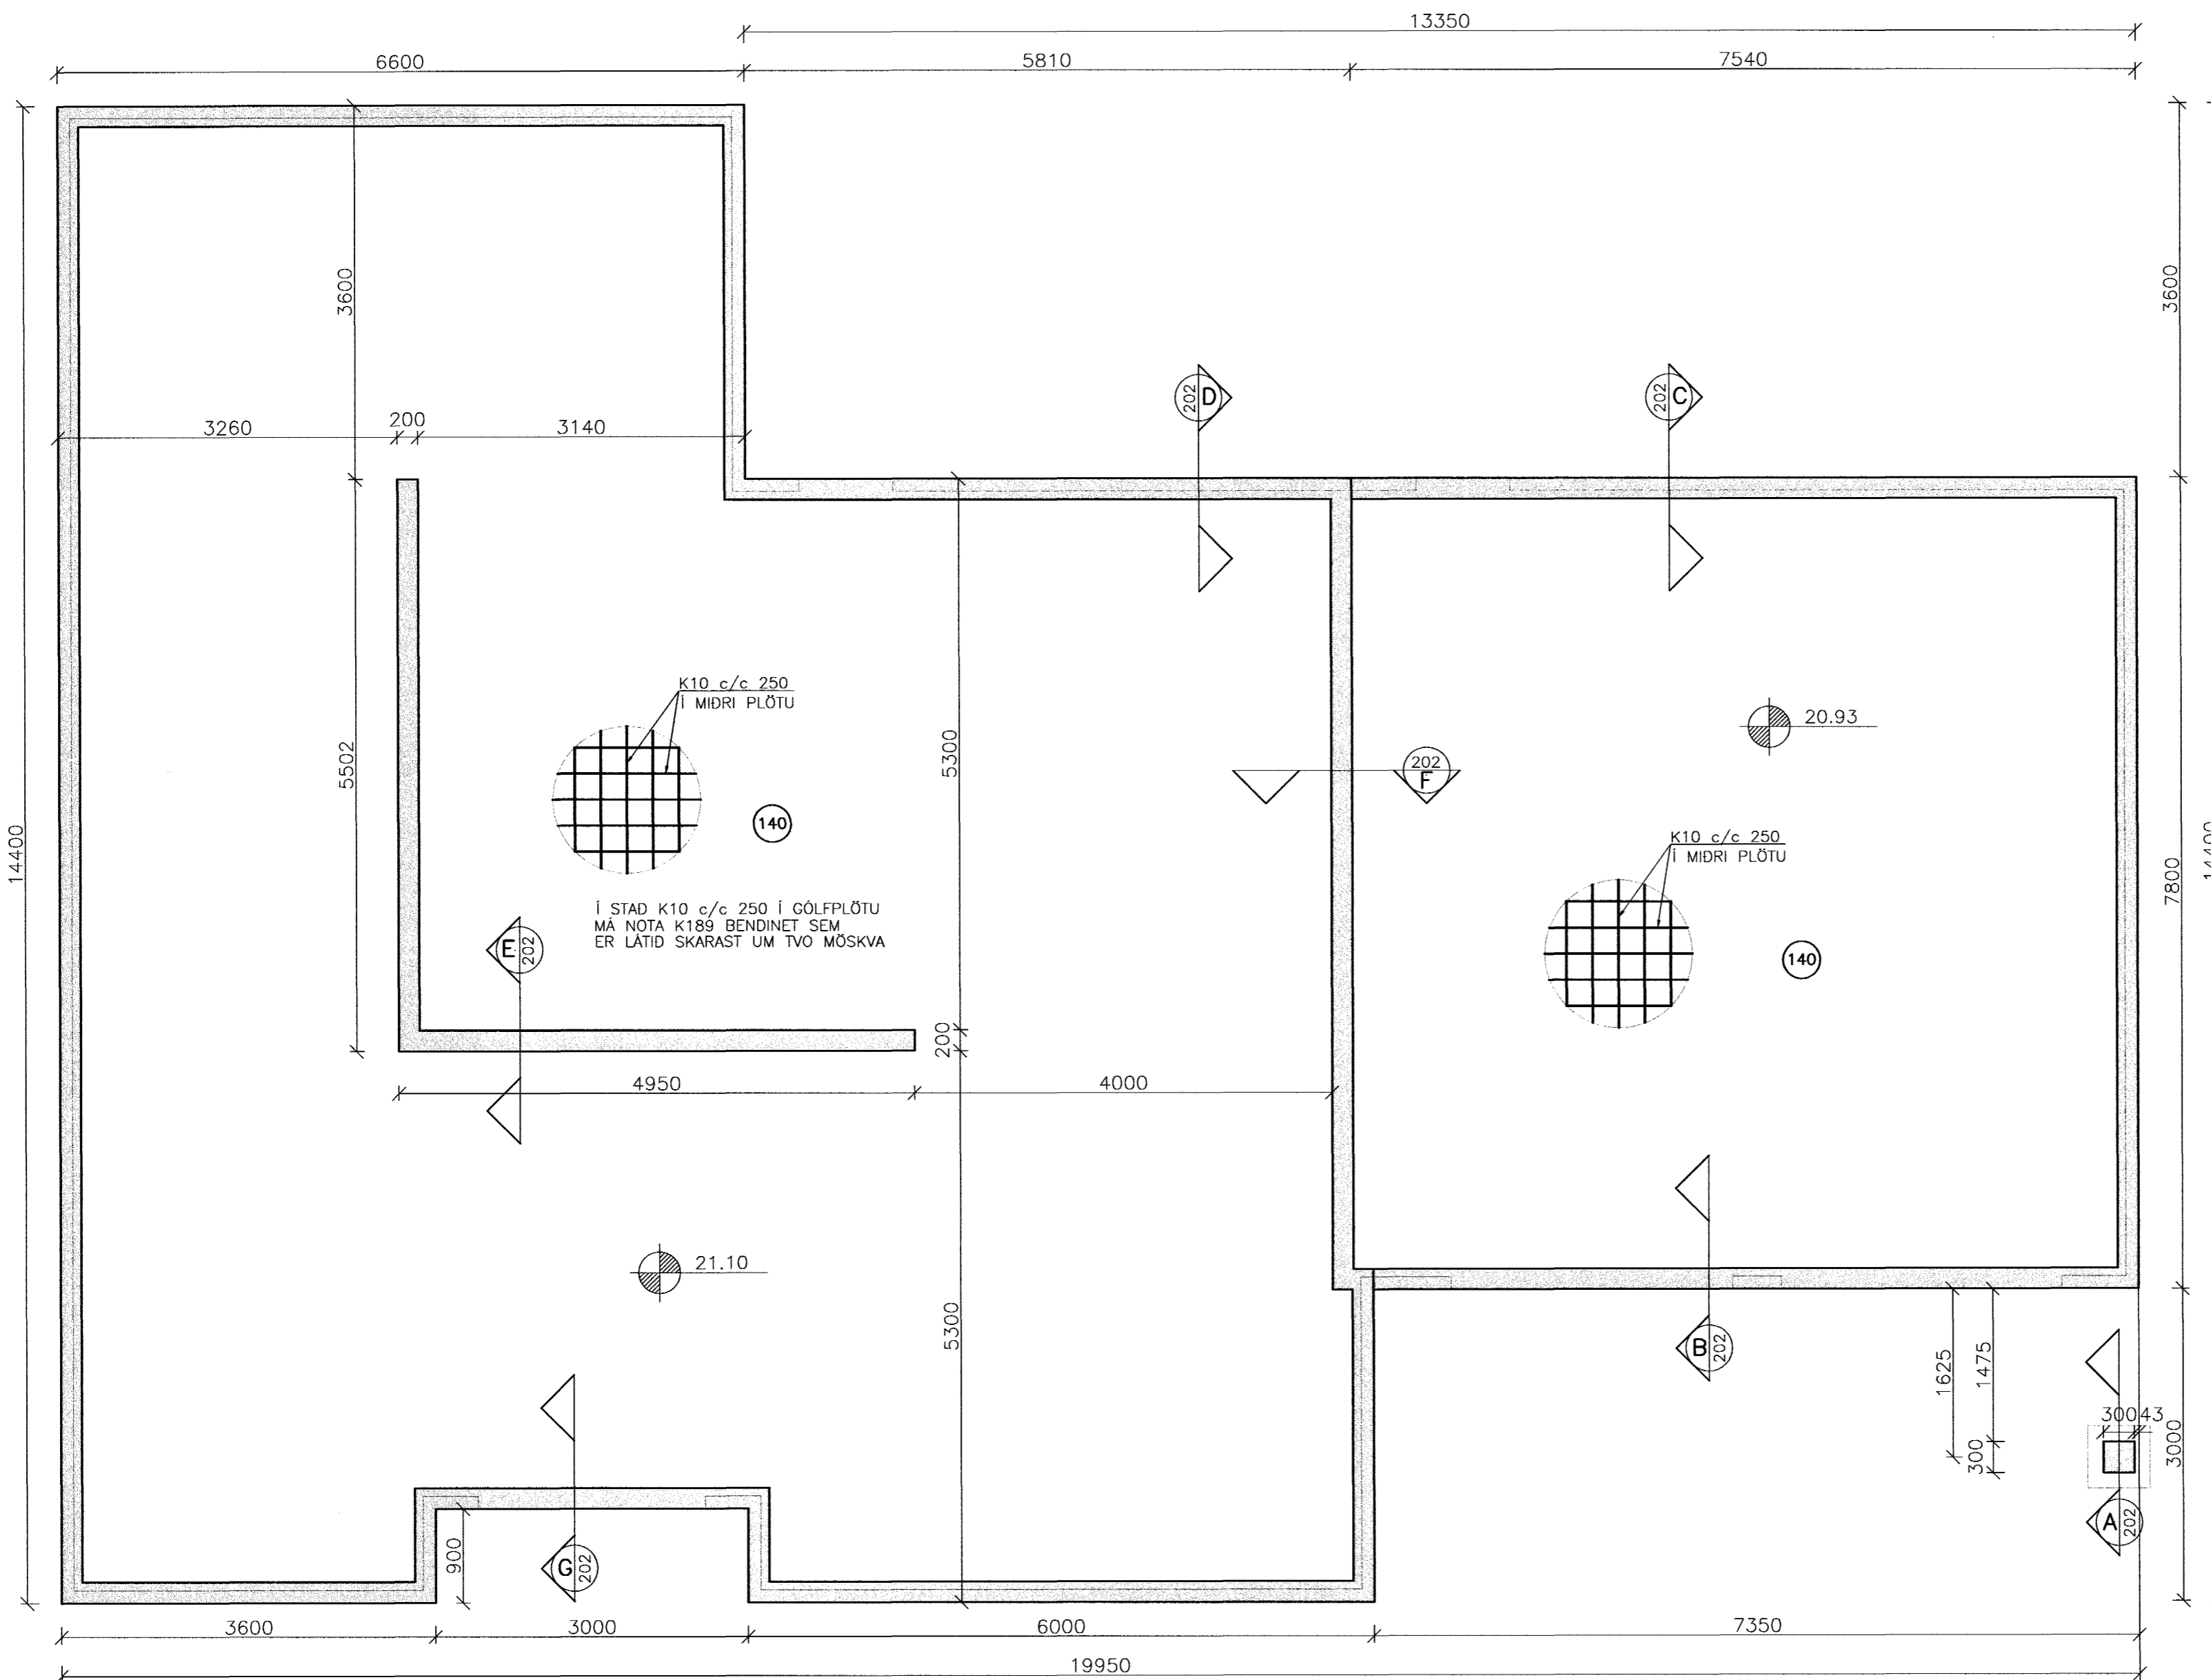 13350
6600
5810
7540
3600
3600
202
D
202
C
3260
200
3140
K10 c/c 250
Í MIÐRI PLÖTU
20.93
5502
5300
202
F
140
K10 c/c 250
Í MIÐRI PLÖTU
14400
7800
14400
Í STAÐ K10 c/c 250 Í GÓLFPLÖTU
MÁ NOTA K189 BENDINET SEM
ER LÁTIÐ SKARAST UM TVO MÖSKVA
E
202
140
200
4950
4000
21.10
5300
B
202
1625
1475
300
43
300
3000
900
G
202
A
202
3600
3000
6000
7350
19950